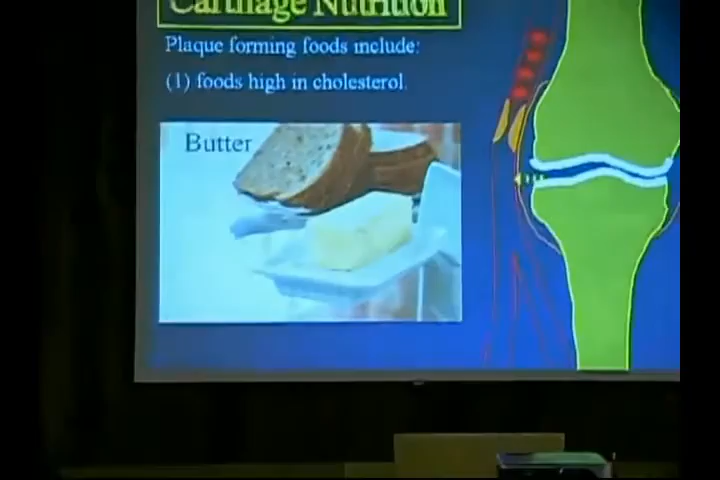 Cartilage Nutrition
Plaque forming foods include:
(1) foods high in cholesterol.
Butter